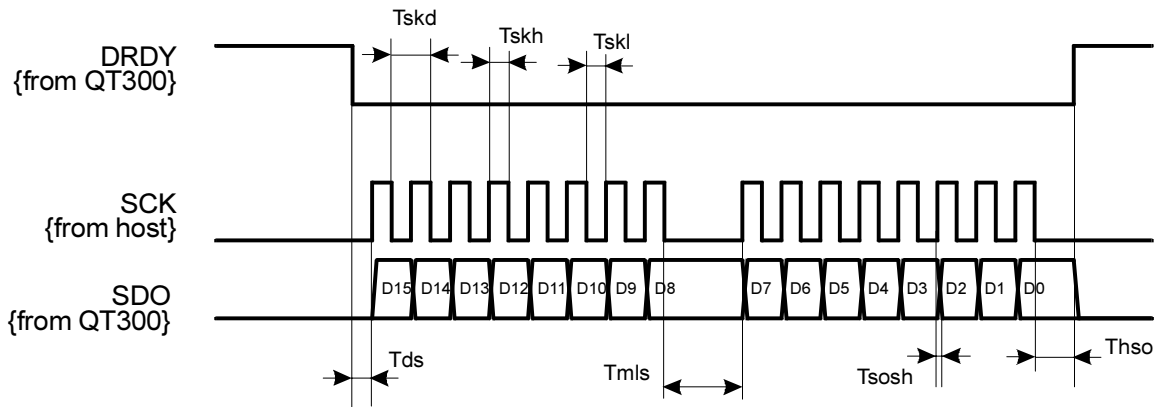 Tskd
Tskh
Tskl
DRDY
{from QT300}
SCK
{from host}
SDO
{from QT300}
D15 D14 D13 D12 D11 D10 D9 D8 D7 D6 D5 D4 D3 D2 D1 D0
Tds
Tmls
Tsosh
Thso